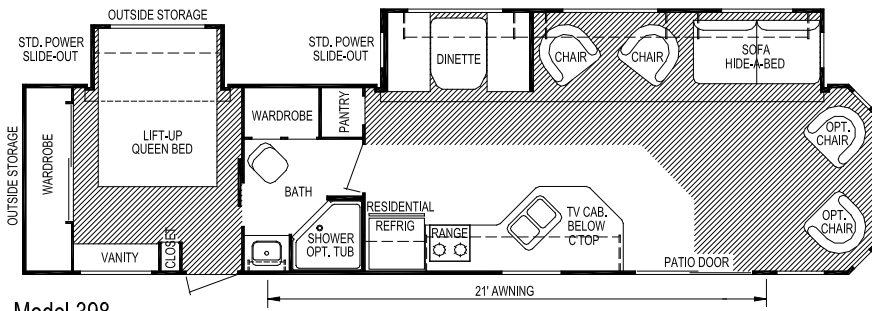 OUTSIDE STORAGE
STD. POWER
SLIDE-OUT
STD. POWER
SLIDE-OUT
DINETTE
CHAIR
CHAIR
SOFA
HIDE-A-BED
OUTSIDE STORAGE
WARDROBE
LIFT-UP
QUEEN BED
WARDROBE
PANTRY
OPT.
CHAIR
BATH
RESIDENTIAL
REFRIG
RANGE
TV CAB.
BELOW
C'TOP
OPT.
CHAIR
VANITY
CLOSET
SHOWER
OPT. TUB
PATIO DOOR
21' AWNING
Model 398